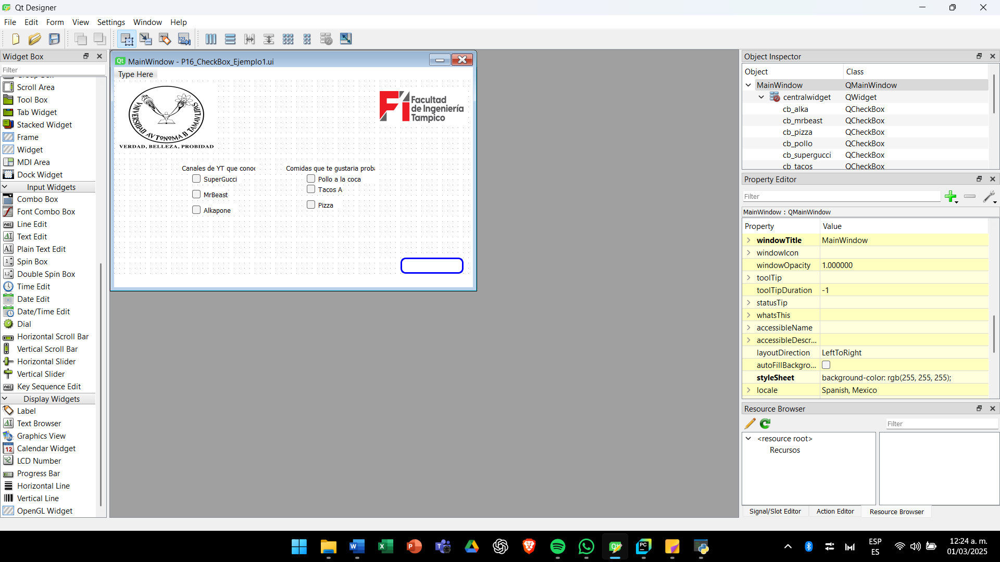 Qt Designer
File Edit Form View Settings Window Help
Widget Box
Filter
Scroll Area
Tool Box
Tab Widget
Stacked Widget
Frame
Widget
MDI Area
Dock Widget
Input Widgets
Combo Box
Font Combo Box
Line Edit
Text Edit
Plain Text Edit
Spin Box
Double Spin Box
Time Edit
Date Edit
Date/Time Edit
Dial
Horizontal Scroll Bar
Vertical Scroll Bar
Horizontal Slider
Vertical Slider
Key Sequence Edit
Display Widgets
Label
Text Browser
Graphics View
Calendar Widget
LCD Number
Progress Bar
Horizontal Line
Vertical Line
OpenGL Widget
MainWindow - P16_CheckBox_Ejemplo1.ui
Type Here
VERDAD, BELLEZA, PROBIDAD
Facultad
de Ingeniería
Tampico
Canales de YT que conoc
SuperGucci
MrBeast
Alkapone
Comidas que te gustaria proba
Pollo a la coca
Tacos A
Pizza
Object Inspector
Object Class
MainWindow QMainWindow
centralwidget QWidget
cb_alka QCheckBox
cb_mrbeast QCheckBox
cb_pizza QCheckBox
cb_pollo QCheckBox
cb_supergucci QCheckBox
cb_tacos QCheckBox
Property Editor
Filter
MainWindow : QMainWindow
Property Value
windowTitle MainWindow
windowIcon
windowOpacity 1.000000
toolTip
toolTipDuration -1
statusTip
whatsThis
accessibleName
accessibleDescr...
layoutDirection LeftToRight
autoFillBackgro...
styleSheet background-color: rgb(255, 255, 255);
locale Spanish, Mexico
Resource Browser
Filter
<resource root>
Recursos
Signal/Slot Editor Action Editor Resource Browser
ESP
ES
12:24 a. m.
01/03/2025